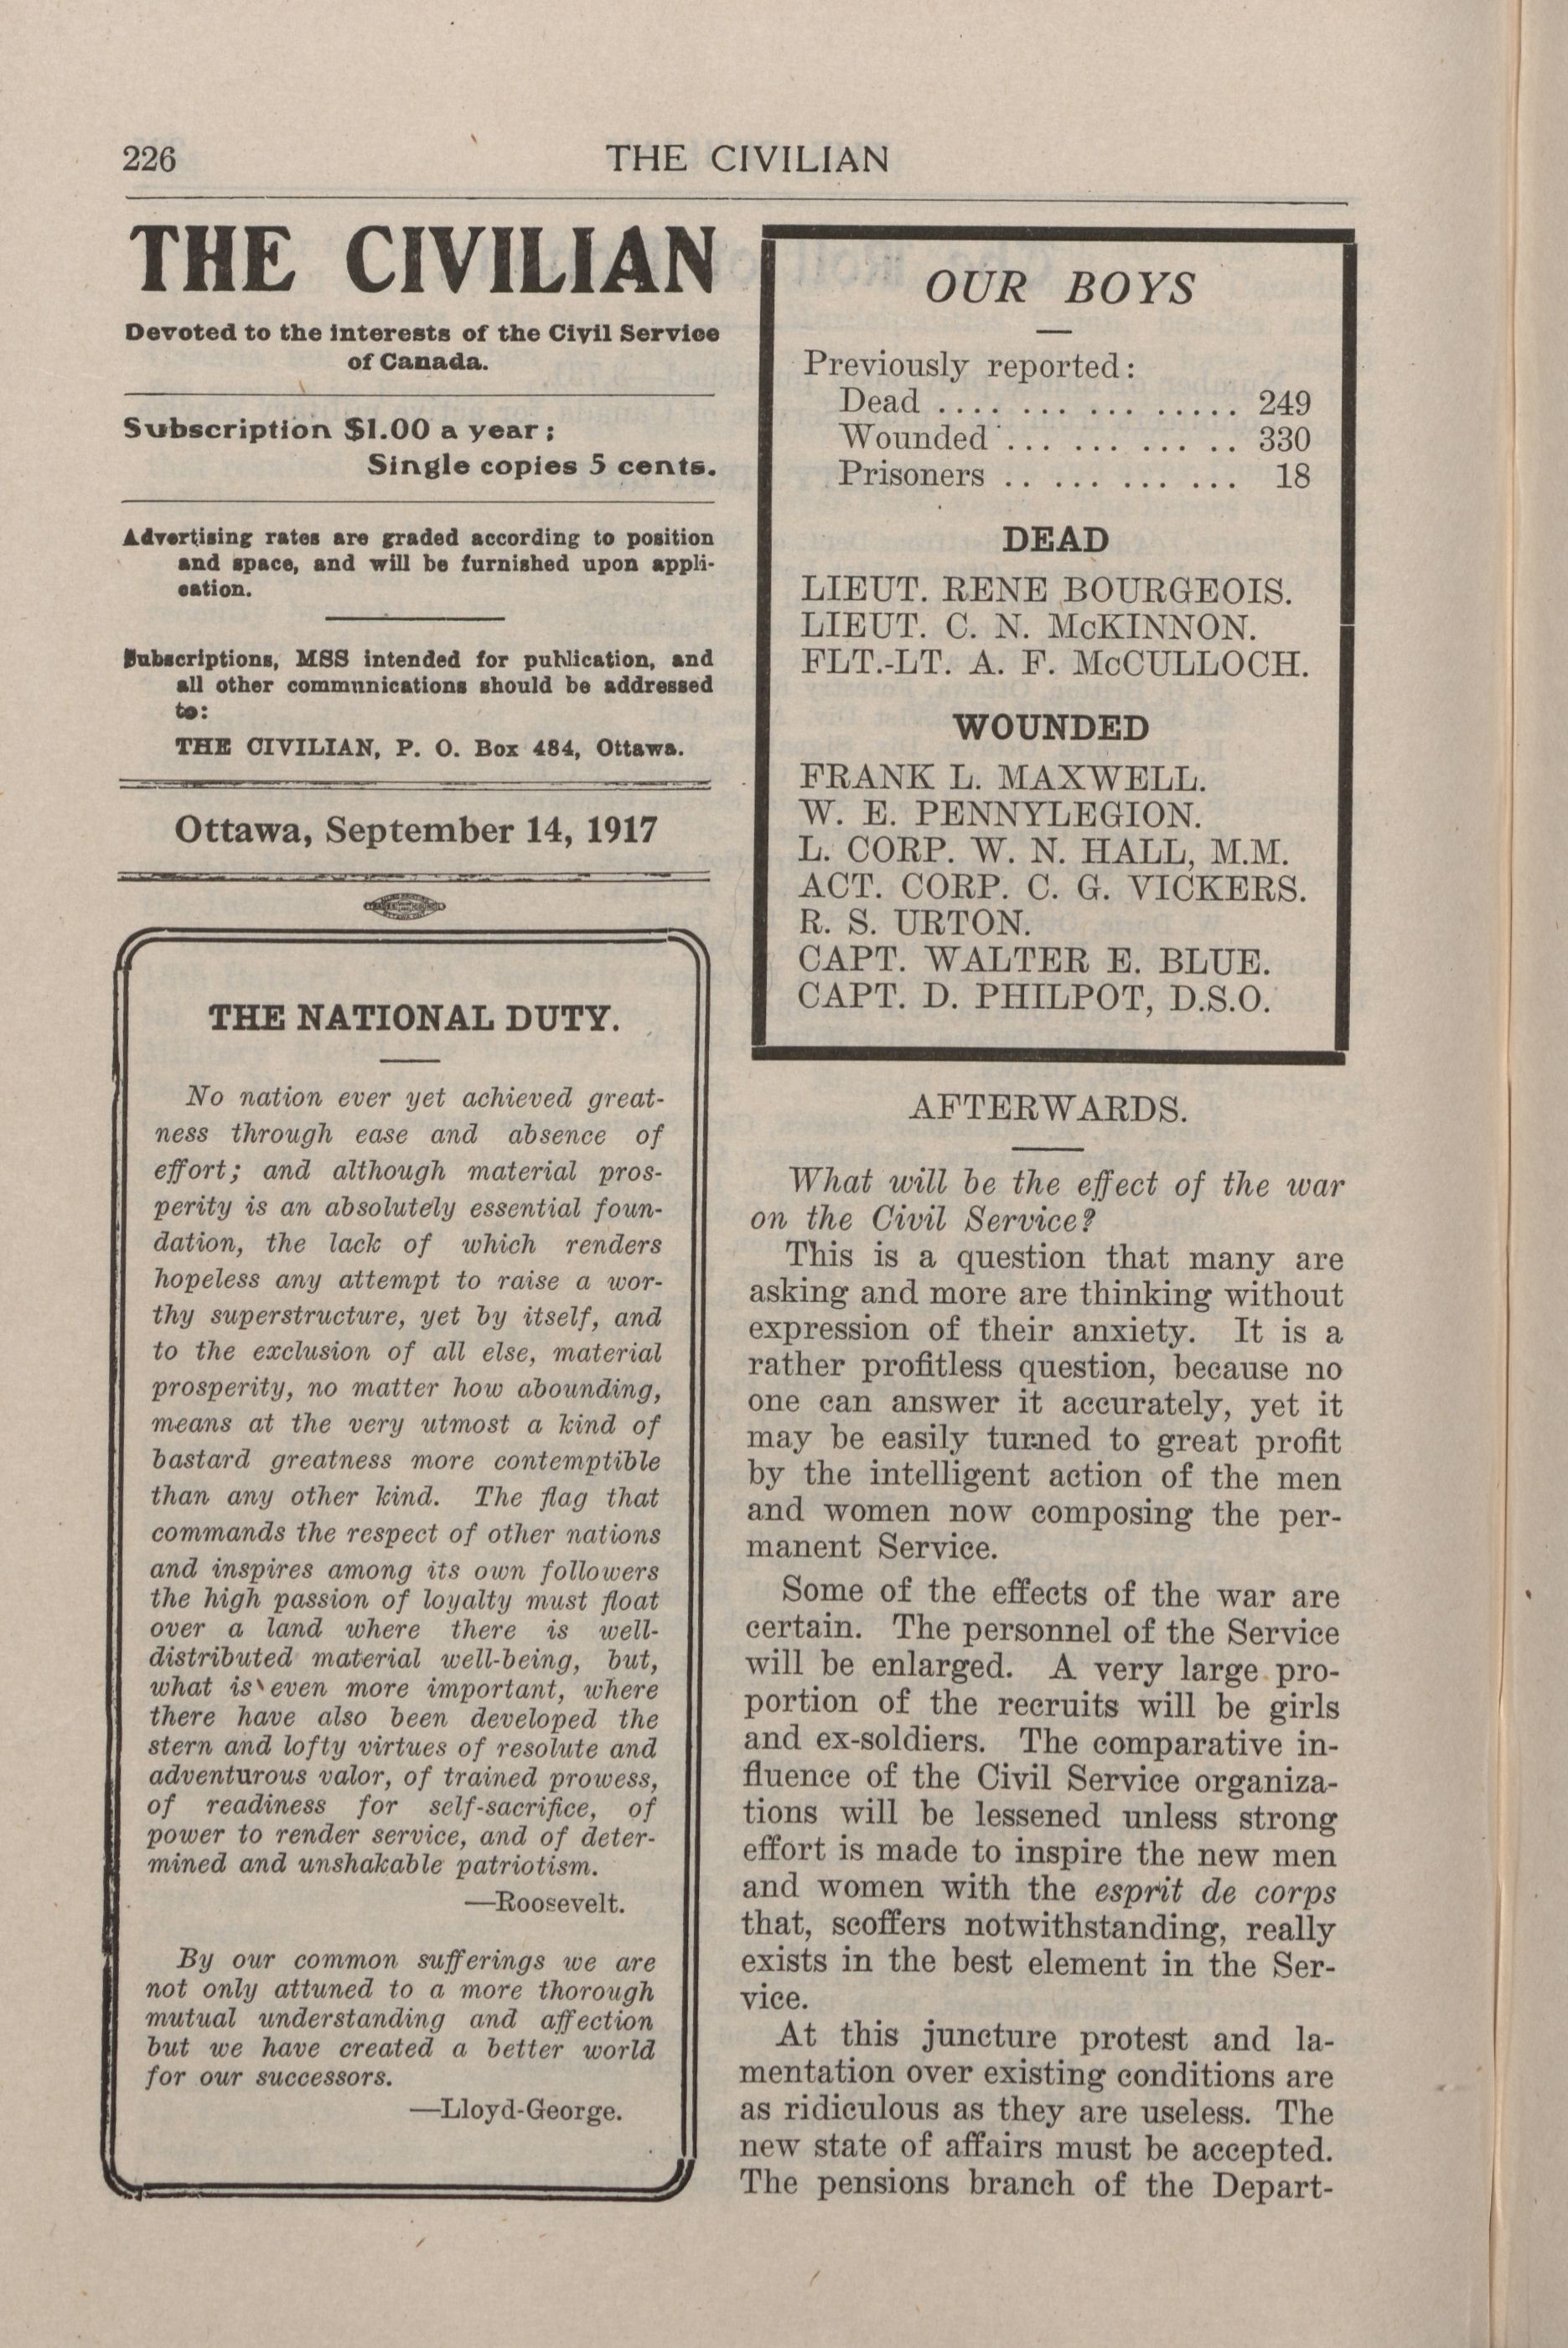 226
THE CIVILIAN
THE CIVILIAN
Devoted to the interests of the Civil Service
of Canada.
Subscription $1.00 a year;
Single copies 5 cents.
Advertising rates are graded according to position
and space, and will be furnished upon appli-
cation.
Subscriptions, MSS intended for publication, and
all other communications should be addressed
to:
THE CIVILIAN, P. O. Box 484, Ottawa.
Ottawa, September 14, 1917
THE NATIONAL DUTY.
No nation ever yet achieved great-
ness through ease and absence of
effort; and although material pros-
perity is an absolutely essential foun-
dation, the lack of which renders
hopeless any attempt to raise a wor-
thy superstructure, yet by itself, and
to the exclusion of all else, material
prosperity, no matter how abounding,
means at the very utmost a kind of
bastard greatness more contemptible
than any other kind. The flag that
commands the respect of other nations
and inspires among its own followers
the high passion of loyalty must float
over a land where there is well-
distributed material well-being, but,
what is even more important, where
there have also been developed the
stern and lofty virtues of resolute and
adventurous valor, of trained prowess,
of readiness for self-sacrifice, of
power to render service, and of deter-
mined and unshakable patriotism.
—Roosevelt.
By our common sufferings we are
not only attuned to a more thorough
mutual understanding and affection
but we have created a better world
for our successors.
—Lloyd-George.
OUR BOYS
Previously reported:
Dead .... ... ... ..... 249
Wounded ... ... ... .. 330
Prisoners .. ... ... ... 18
DEAD
LIEUT. RENE BOURGEOIS.
LIEUT. C. N. McKINNON.
FLT.-LT. A. F. McCULLOCH.
WOUNDED
FRANK L. MAXWELL.
W. E. PENNYLEGION.
L. CORP. W. N. HALL, M.M.
ACT. CORP. C. G. VICKERS.
R. S. URTON.
CAPT. WALTER E. BLUE.
CAPT. D. PHILPOT, D.S.O.
AFTERWARDS.
What will be the effect of the war
on the Civil Service?
This is a question that many are
asking and more are thinking without
expression of their anxiety. It is a
rather profitless question, because no
one can answer it accurately, yet it
may be easily turned to great profit
by the intelligent action of the men
and women now composing the per-
manent Service.
Some of the effects of the war are
certain. The personnel of the Service
will be enlarged. A very large pro-
portion of the recruits will be girls
and ex-soldiers. The comparative in-
fluence of the Civil Service organiza-
tions will be lessened unless strong
effort is made to inspire the new men
and women with the esprit de corps
that, scoffers notwithstanding, really
exists in the best element in the Ser-
vice.
At this juncture protest and la-
mentation over existing conditions are
as ridiculous as they are useless. The
new state of affairs must be accepted.
The pensions branch of the Depart-